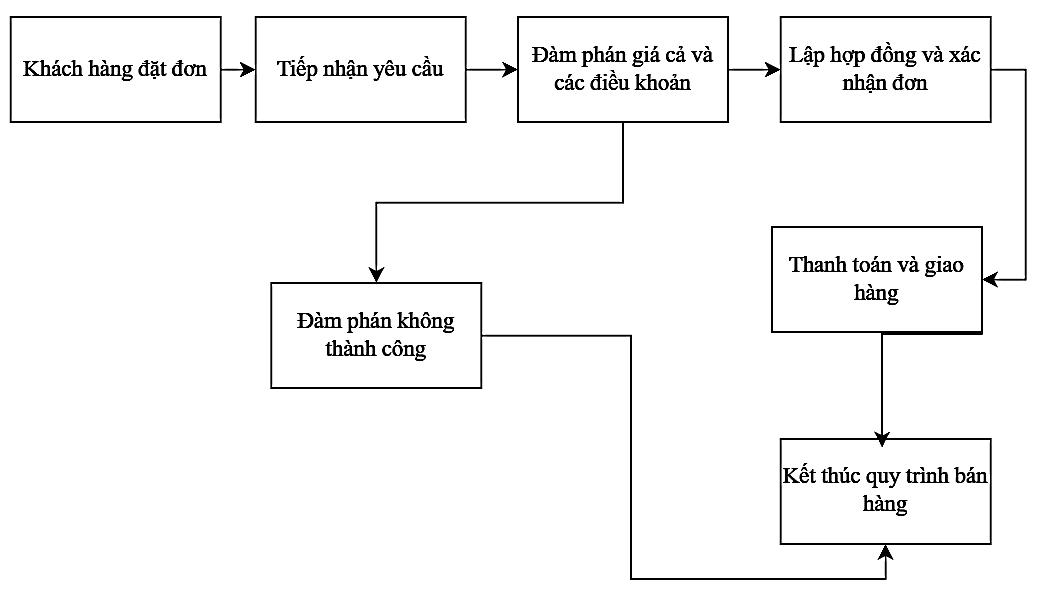 Khách hàng đặt đơn
Tiếp nhận yêu cầu
Đàm phán giá cả và
các điều khoản
Lập hợp đồng và xác
nhận đơn
Thanh toán và giao
hàng
Đàm phán không
thành công
Kết thúc quy trình bán
hàng